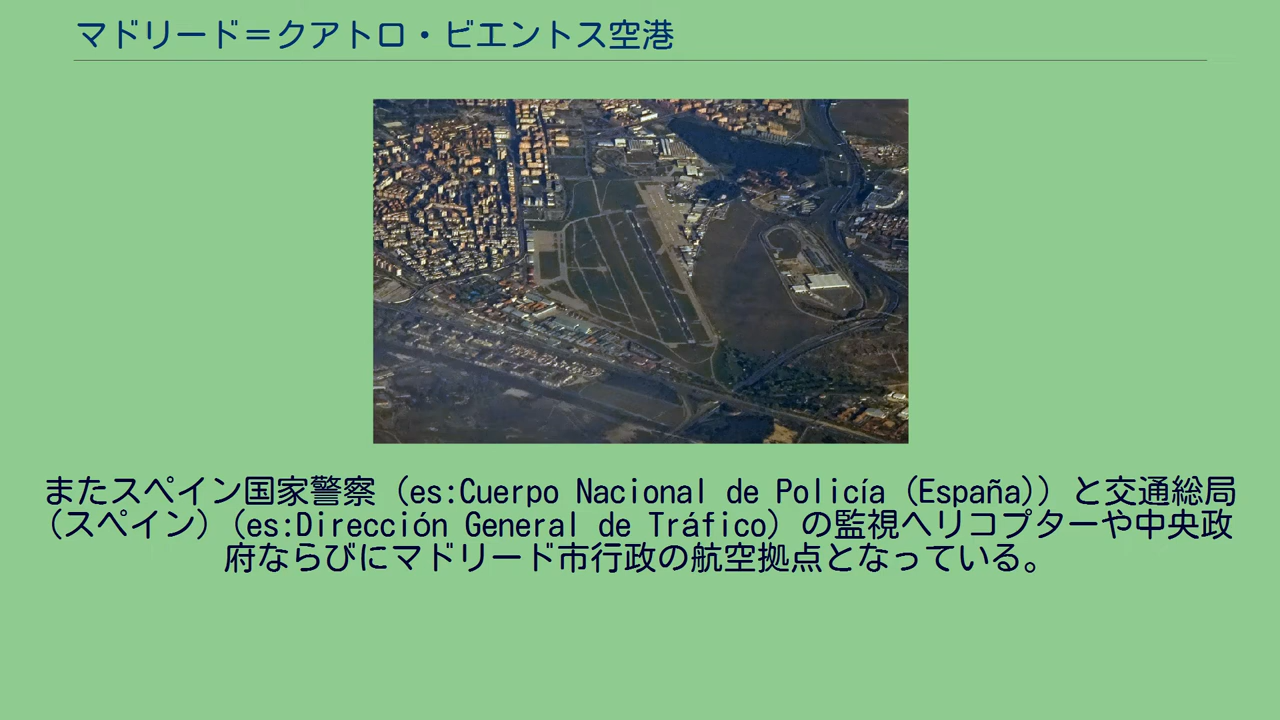 マドリード＝クアトロ・ビエントス空港
またスペイン国家警察（es:Cuerpo Nacional de Policía (España)）と交通総局
（スペイン）（es:Dirección General de Tráfico）の監視ヘリコプターや中央政
府ならびにマドリード市行政の航空拠点となっている。